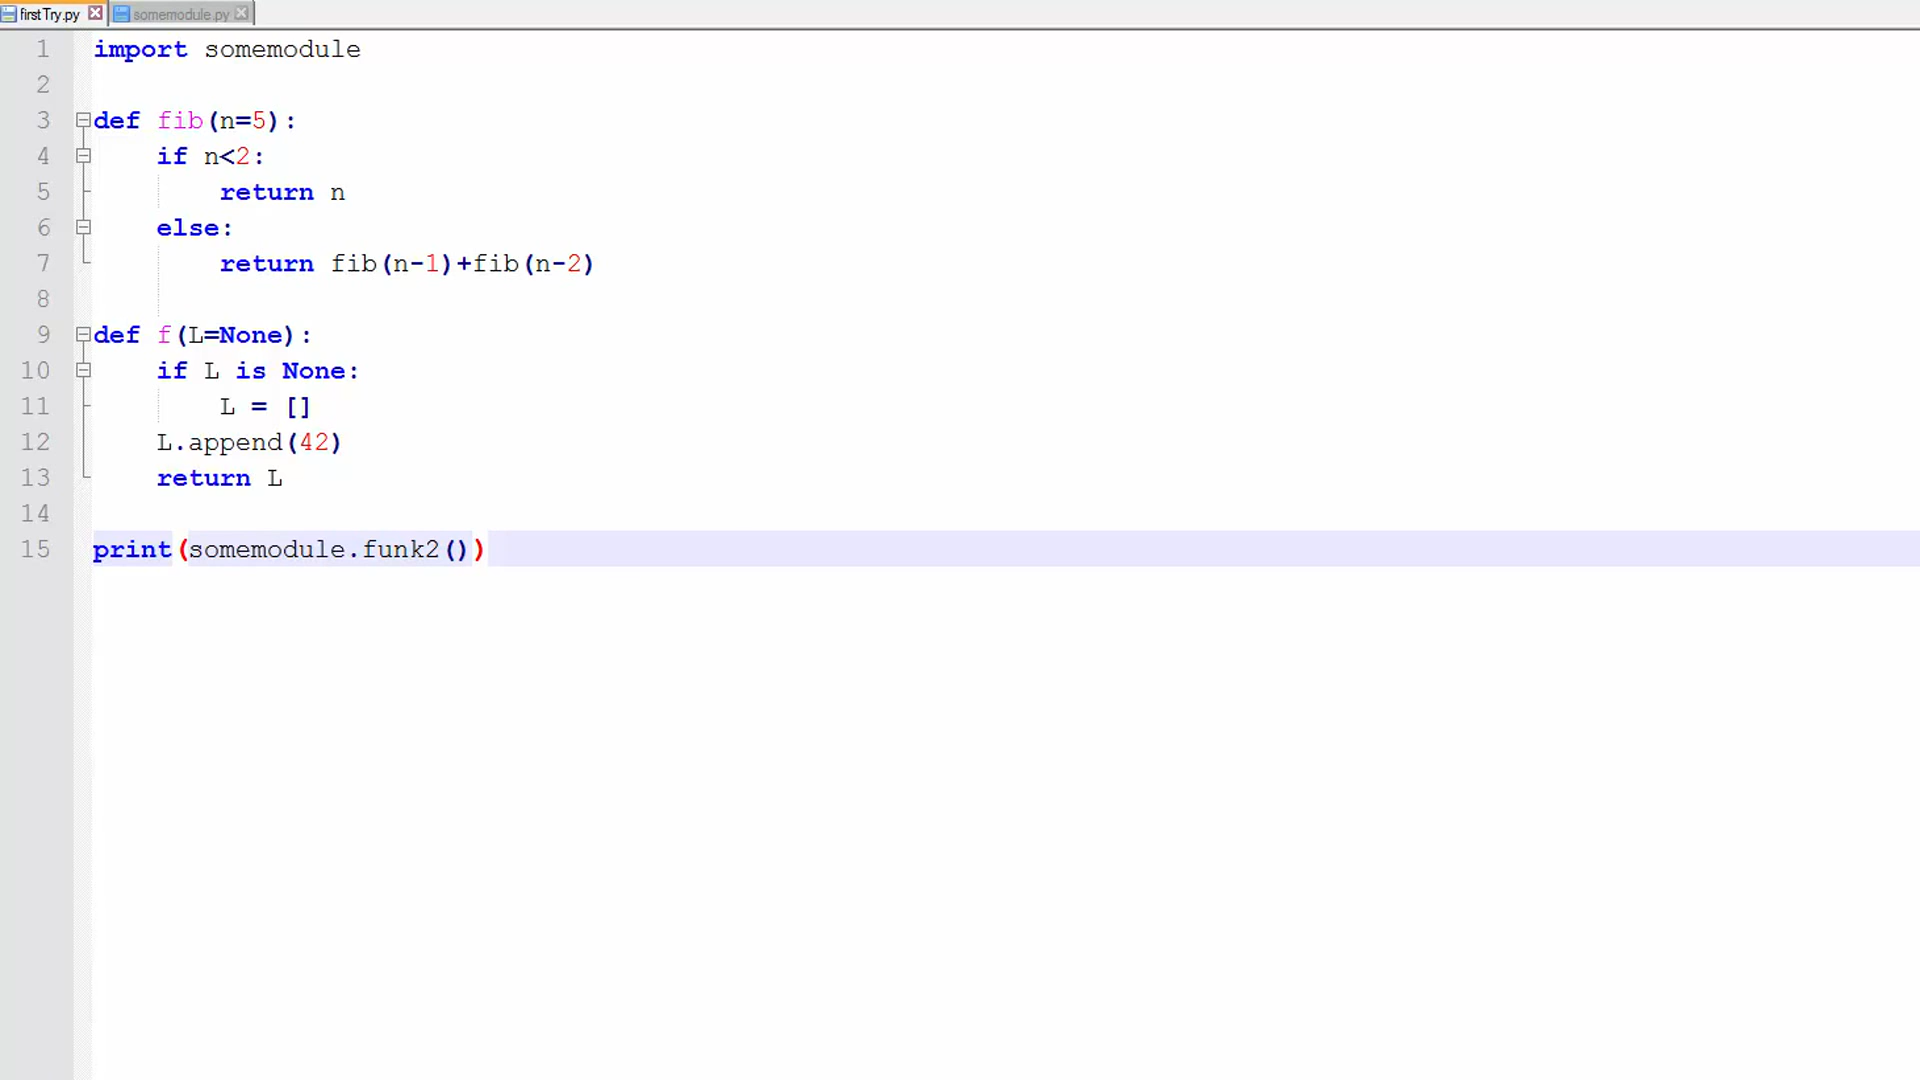 firstTry.py somemodule.py
1 import somemodule
2
3 def fib(n=5):
4     if n<2:
5         return n
6     else:
7         return fib(n-1)+fib(n-2)
8
9 def f(L=None):
10     if L is None:
11         L = []
12     L.append(42)
13     return L
14
15 print(somemodule.funk2())